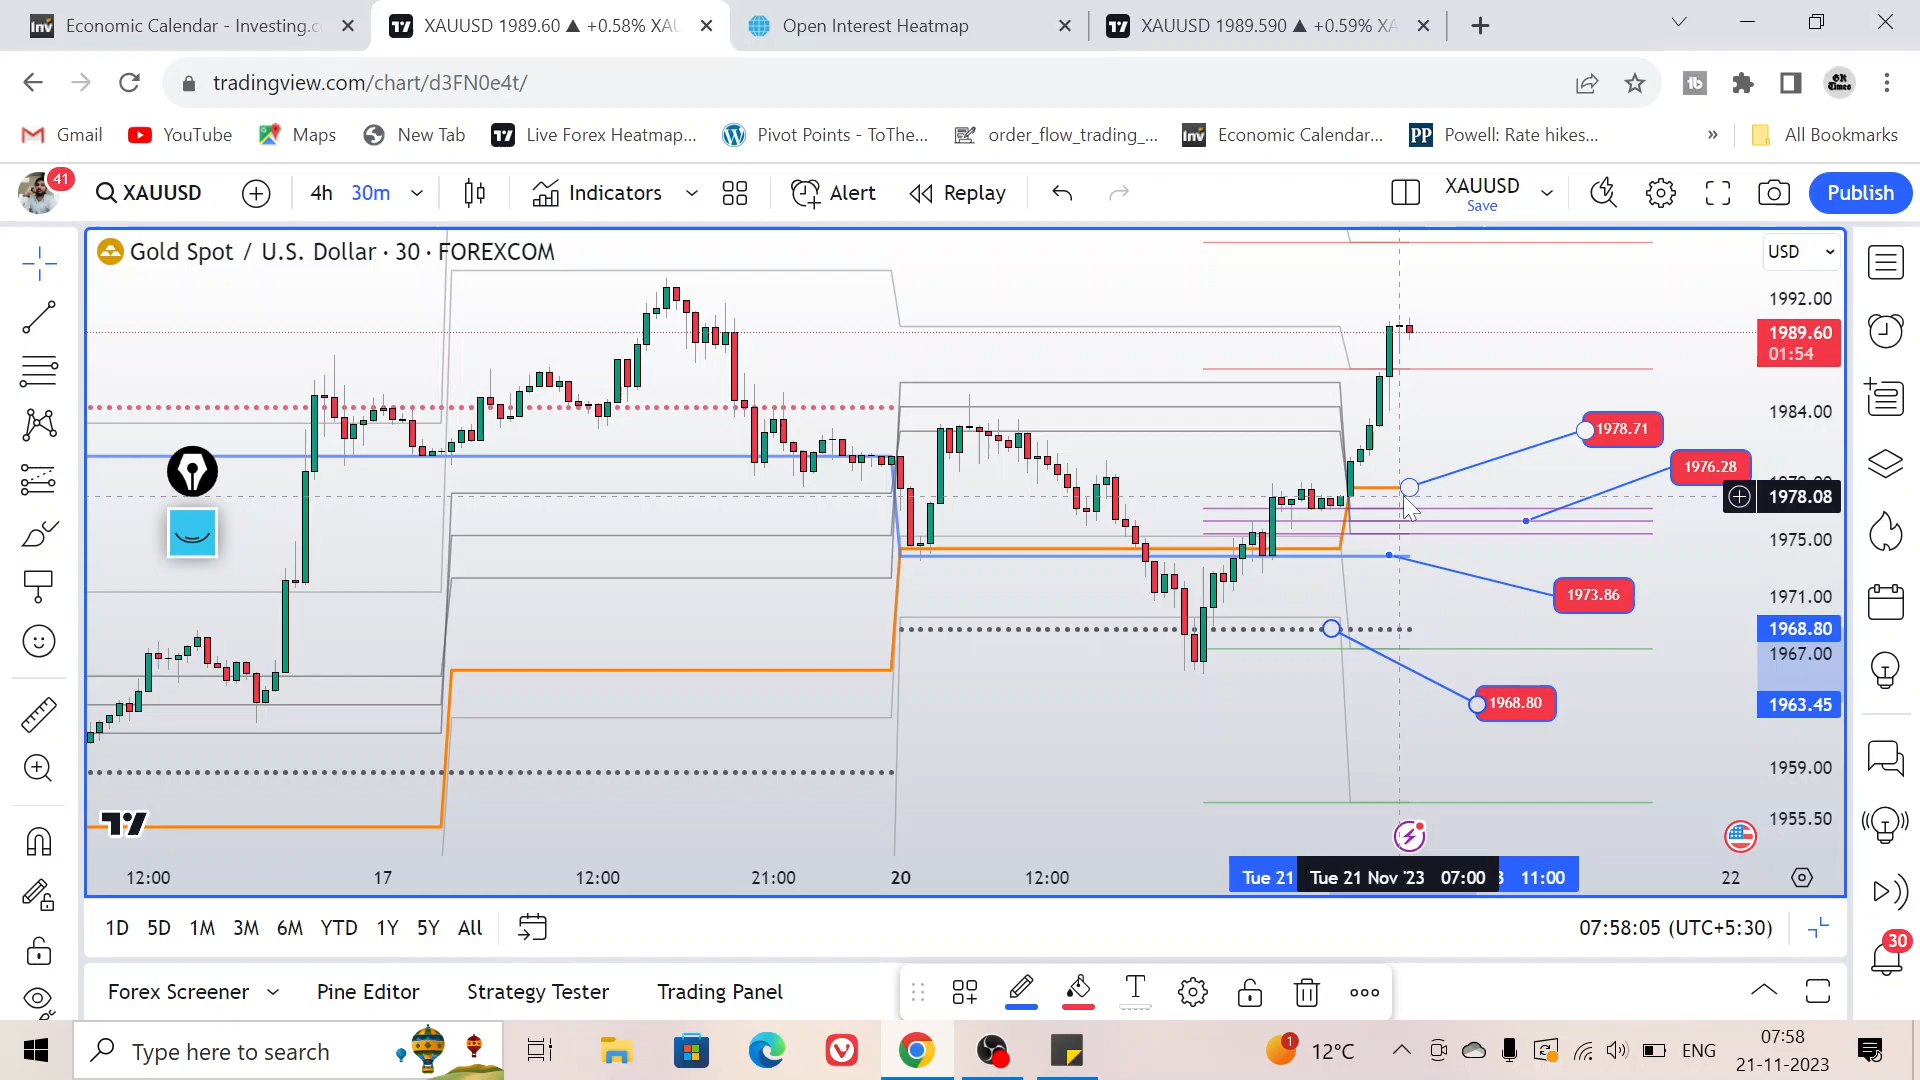 Economic Calendar - Investing.c
XAUUSD 1989.60 ▲ +0.58% XAU
Open Interest Heatmap
XAUUSD 1989.590 ▲ +0.59% XA
tradingview.com/chart/d3FN0e4t/
Gmail
YouTube
Maps
New Tab
Live Forex Heatmap...
Pivot Points - ToThe...
order_flow_trading_...
Economic Calendar...
Powell: Rate hikes...
»
All Bookmarks
41
XAUUSD
4h
30m
Indicators
Alert
Replay
XAUUSD
Save
Publish
Gold Spot / U.S. Dollar · 30 · FOREXCOM
USD
1992.00
1989.60
01:54
1984.00
1978.71
1976.28
1978.08
1975.00
1973.86
1971.00
1968.80
1967.00
1968.80
1963.45
1959.00
1955.50
12:00
17
12:00
21:00
20
12:00
Tue 21
Tue 21 Nov '23 07:00
11:00
22
1D
5D
1M
3M
6M
YTD
1Y
5Y
All
07:58:05 (UTC+5:30)
30
Forex Screener
Pine Editor
Strategy Tester
Trading Panel
Type here to search
1
12°C
ENG
07:58
21-11-2023